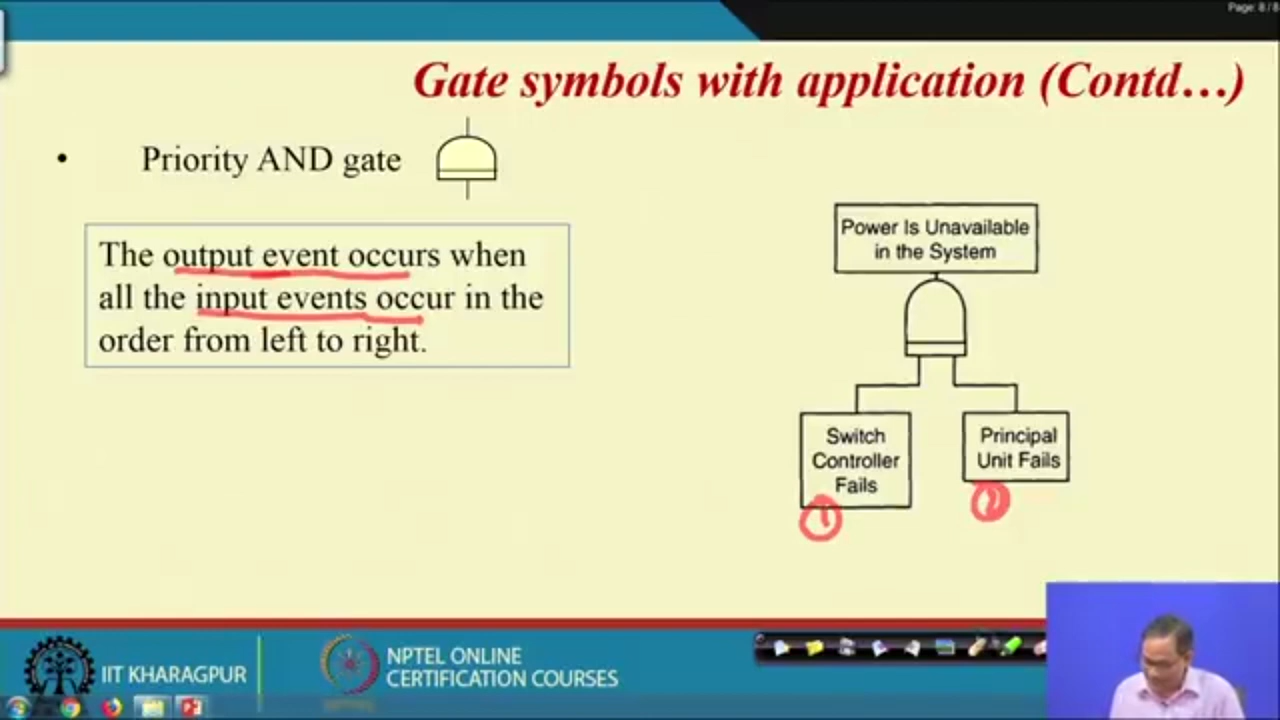 Page: 8 / 8
Gate symbols with application (Contd…)
• Priority AND gate
The output event occurs when
all the input events occur in the
order from left to right.
Power Is Unavailable
in the System
Switch
Controller
Fails
1
Principal
Unit Fails
2
IIT KHARAGPUR
NPTEL ONLINE
CERTIFICATION COURSES